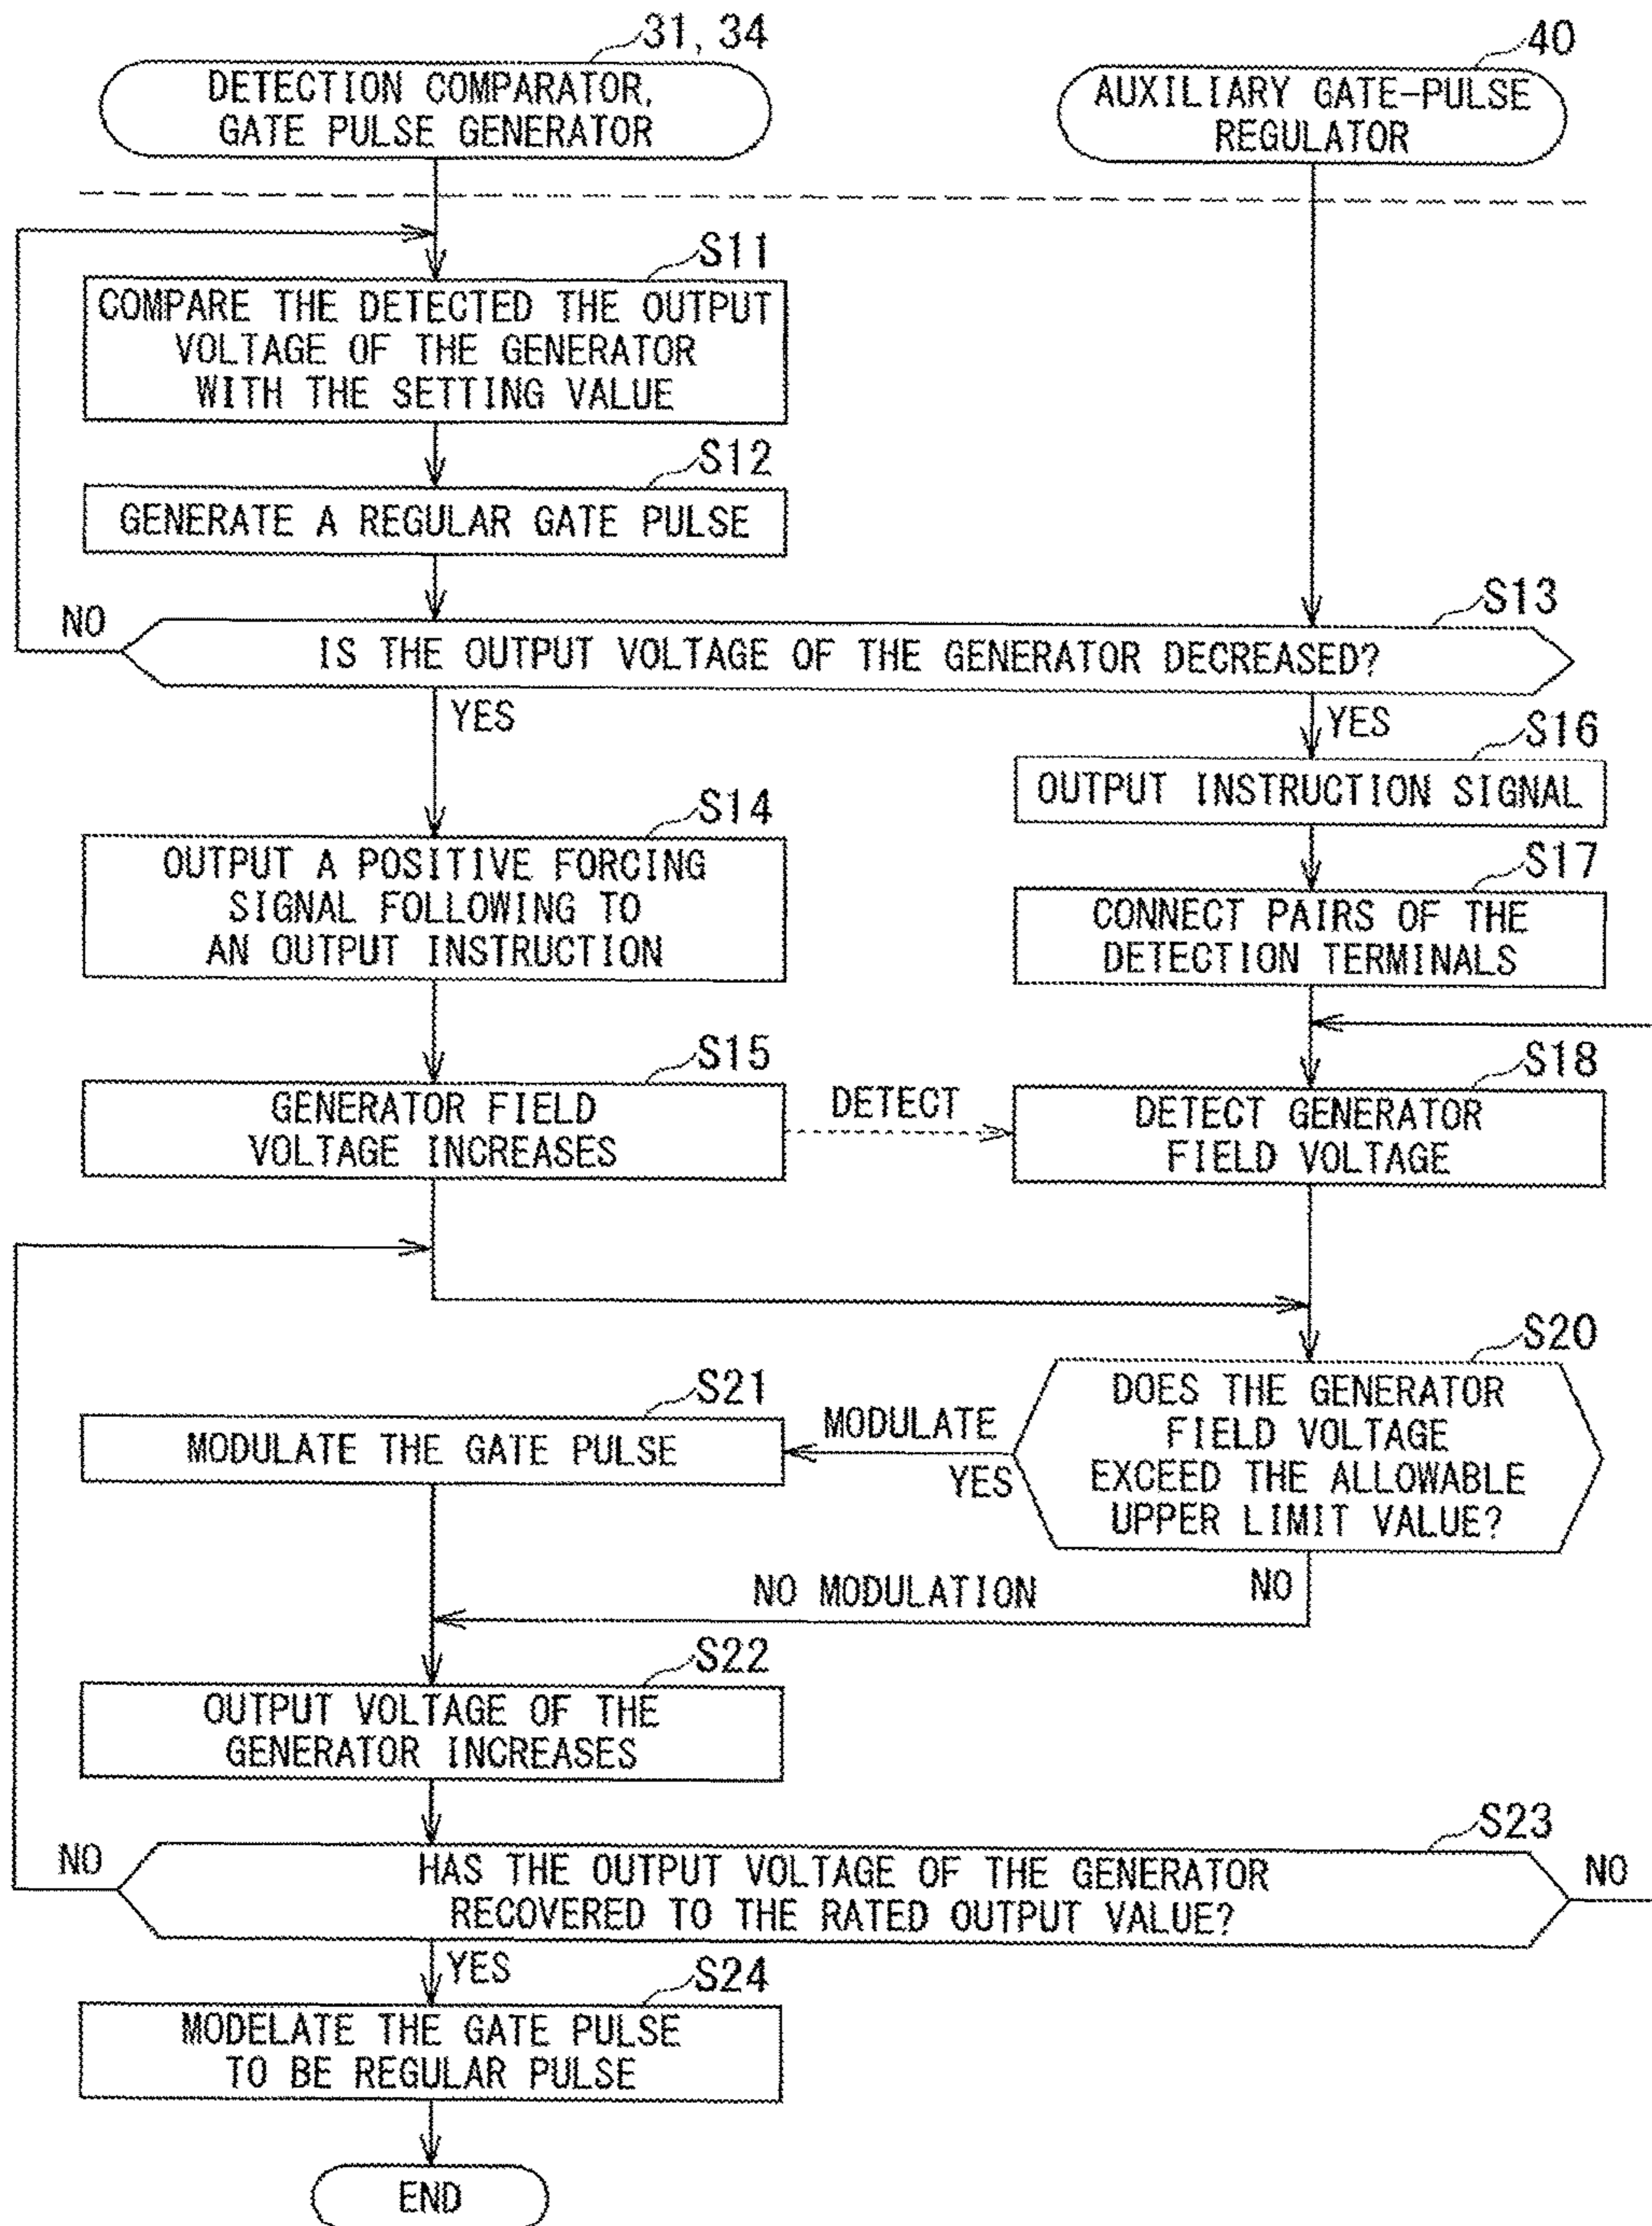 31, 34
DETECTION COMPARATOR,
GATE PULSE GENERATOR
40
AUXILIARY GATE-PULSE
REGULATOR
S11
COMPARE THE DETECTED THE OUTPUT
VOLTAGE OF THE GENERATOR
WITH THE SETTING VALUE
S12
GENERATE A REGULAR GATE PULSE
S13
NO
IS THE OUTPUT VOLTAGE OF THE GENERATOR DECREASED?
YES
YES
S16
OUTPUT INSTRUCTION SIGNAL
S14
OUTPUT A POSITIVE FORCING
SIGNAL FOLLOWING TO
AN OUTPUT INSTRUCTION
S17
CONNECT PAIRS OF THE
DETECTION TERMINALS
S15
GENERATOR FIELD
VOLTAGE INCREASES
DETECT
S18
DETECT GENERATOR
FIELD VOLTAGE
S20
DOES THE GENERATOR
FIELD VOLTAGE
EXCEED THE ALLOWABLE
UPPER LIMIT VALUE?
S21
MODULATE THE GATE PULSE
MODULATE
YES
NO MODULATION
NO
S22
OUTPUT VOLTAGE OF THE
GENERATOR INCREASES
S23
NO
HAS THE OUTPUT VOLTAGE OF THE GENERATOR
RECOVERED TO THE RATED OUTPUT VALUE?
NO
YES
S24
MODELATE THE GATE PULSE
TO BE REGULAR PULSE
END